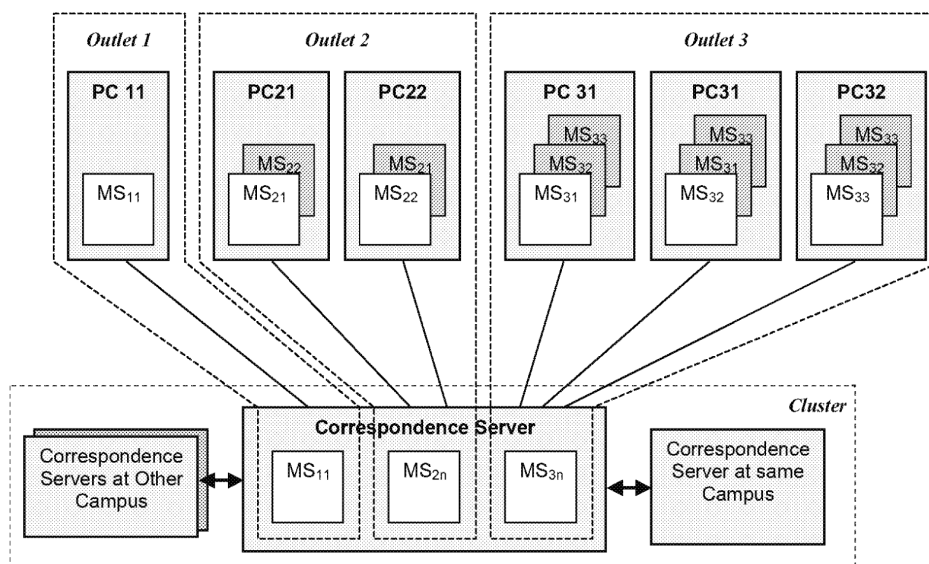 Outlet 1
Outlet 2
Outlet 3
PC 11
PC21
PC22
PC 31
PC31
PC32
MS33
MS33
MS33
MS22
MS21
MS32
MS31
MS32
MS11
MS21
MS22
MS31
MS32
MS33
Cluster
Correspondence Server
Correspondence
Servers at Other
Campus
MS11
MS2n
MS3n
Correspondence
Server at same
Campus